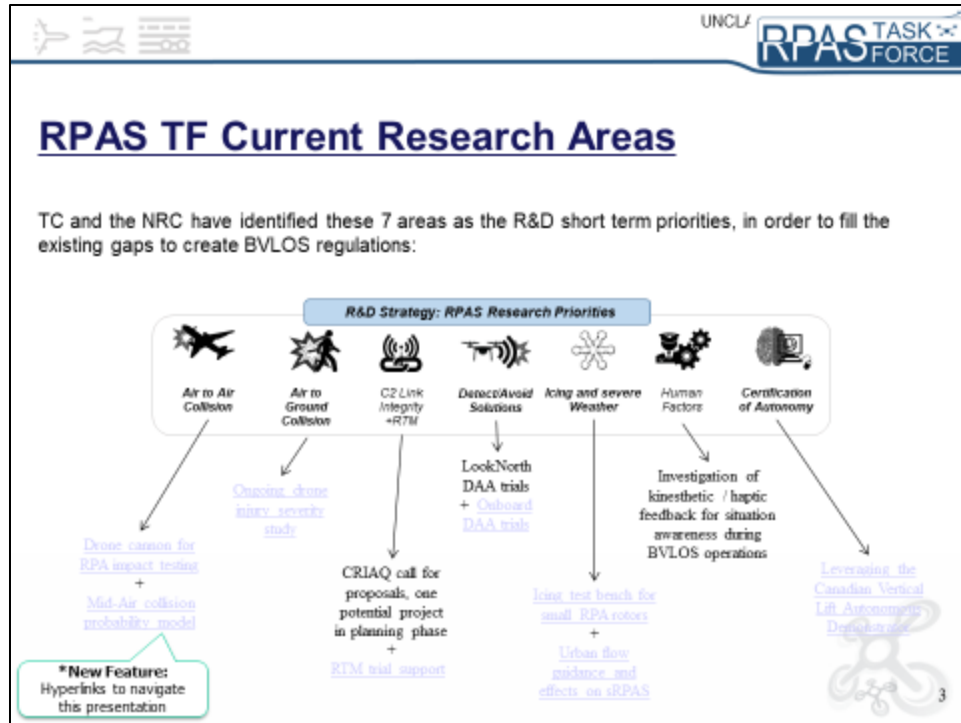 UNCLA
RPAS TASK
FORCE
RPAS TF Current Research Areas
TC and the NRC have identified these 7 areas as the R&D short term priorities, in order to fill the
existing gaps to create BVLOS regulations:
R&D Strategy: RPAS Research Priorities
Air to Air
Collision
Air to
Ground
Collision
C2 Link
Integrity
+RTM
Detect/Avoid
Solutions
Icing and severe
Weather
Human
Factors
Certification
of Autonomy
Drone cannon for
RPA impact testing
+
Mid-Air collision
probability model
Ongoing drone
injury severity
study
CRIAQ call for
proposals, one
potential project
in planning phase
+
RTM trial support
LookNorth
DAA trials
+ Onboard
DAA trials
Icing test bench for
small RPA rotors
+
Urban flow
guidance and
effects on sRPAS
Investigation of
kinesthetic / haptic
feedback for situation
awareness during
BVLOS operations
Leveraging the
Canadian Vertical
Lift Autonomous
Demonstrator
*New Feature:
Hyperlinks to navigate
this presentation
3